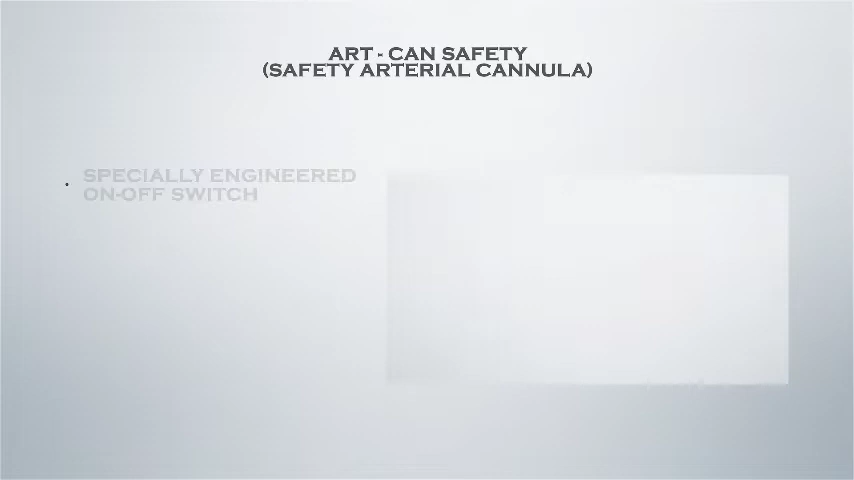 ART - CAN SAFETY
(SAFETY ARTERIAL CANNULA)
• SPECIALLY ENGINEERED
ON-OFF SWITCH